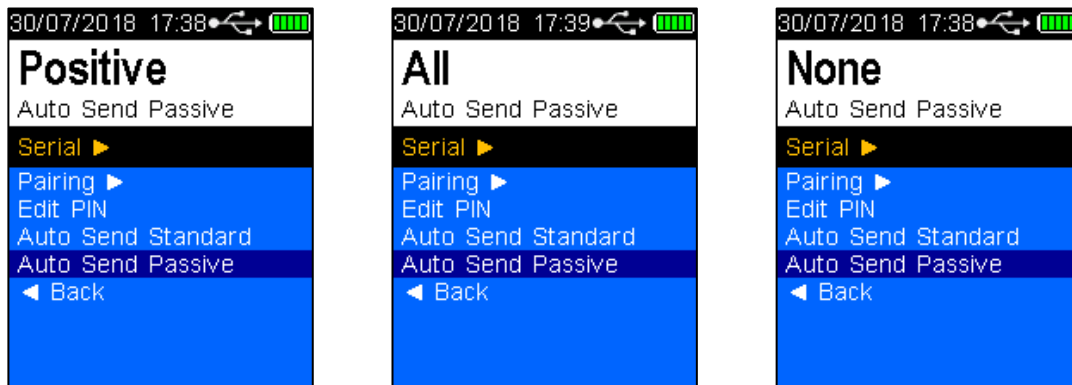 30/07/2018 17:38
Positive
Auto Send Passive
Serial ►
Pairing ►
Edit PIN
Auto Send Standard
Auto Send Passive
◄ Back
30/07/2018 17:39
All
Auto Send Passive
Serial ►
Pairing ►
Edit PIN
Auto Send Standard
Auto Send Passive
◄ Back
30/07/2018 17:38
None
Auto Send Passive
Serial ►
Pairing ►
Edit PIN
Auto Send Standard
Auto Send Passive
◄ Back